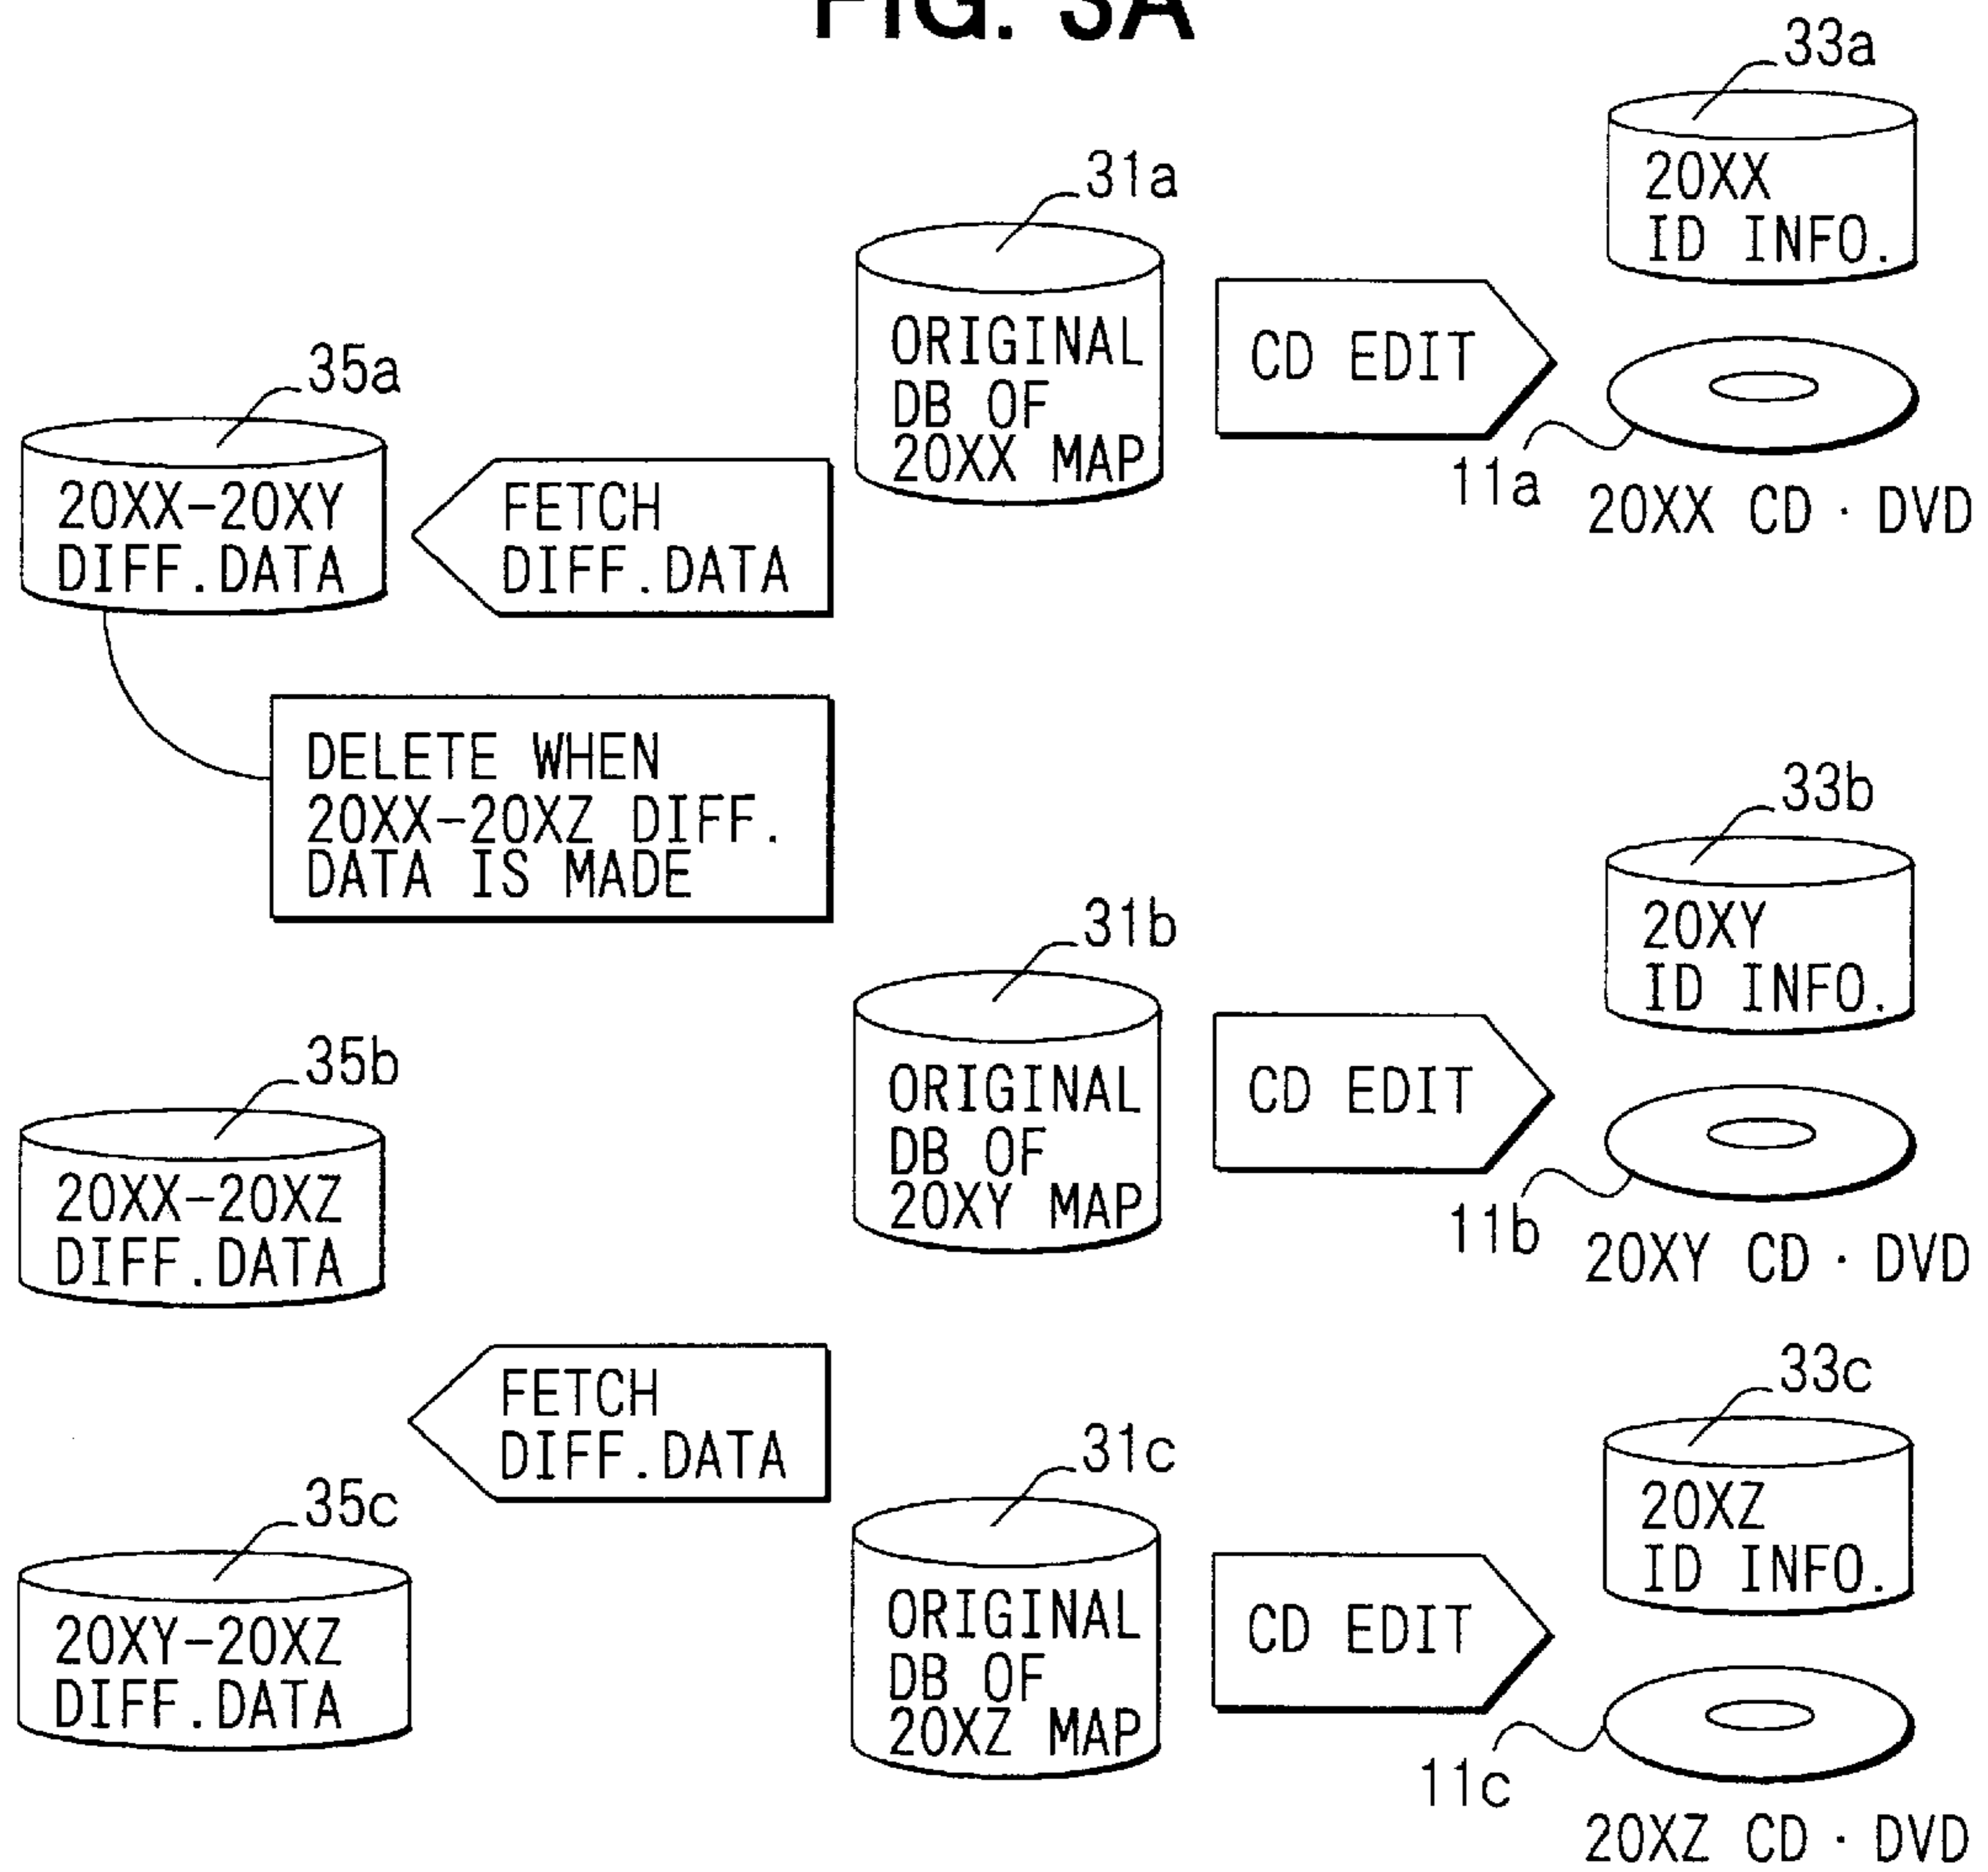 FIG. 3A
33a
20XX
ID INFO.
31a
ORIGINAL
DB OF
20XX MAP
CD EDIT
11a
20XX CD · DVD
35a
20XX-20XY
DIFF.DATA
FETCH
DIFF.DATA
DELETE WHEN
20XX-20XZ DIFF.
DATA IS MADE
33b
20XY
ID INFO.
31b
ORIGINAL
DB OF
20XY MAP
CD EDIT
11b
20XY CD · DVD
35b
20XX-20XZ
DIFF.DATA
FETCH
DIFF.DATA
33c
20XZ
ID INFO.
31c
ORIGINAL
DB OF
20XZ MAP
CD EDIT
11c
20XZ CD · DVD
35c
20XY-20XZ
DIFF.DATA